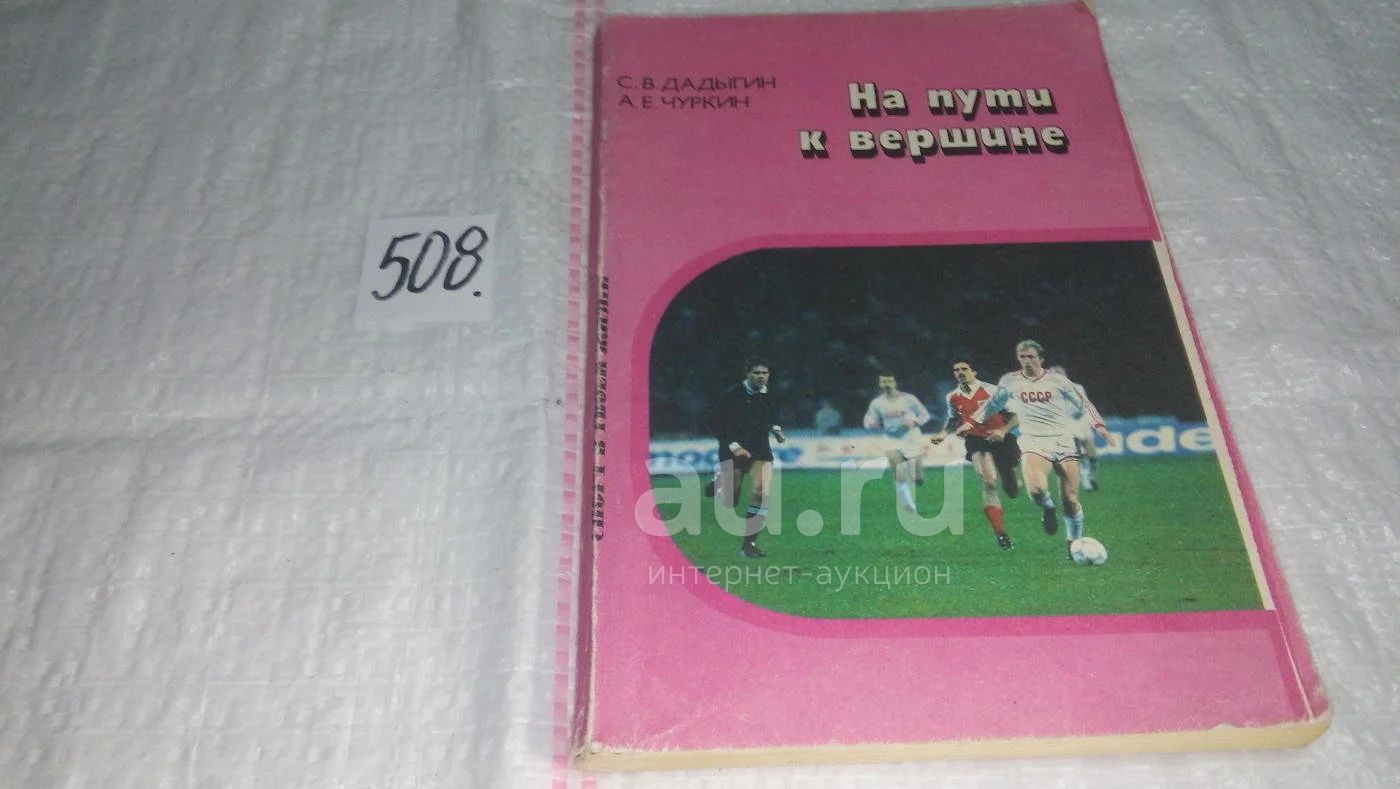 С.В.ДАДЫГИН
А.Е.ЧУРКИН
На пути
к вершине
508.
СССР
au.ru
интернет-аукцион